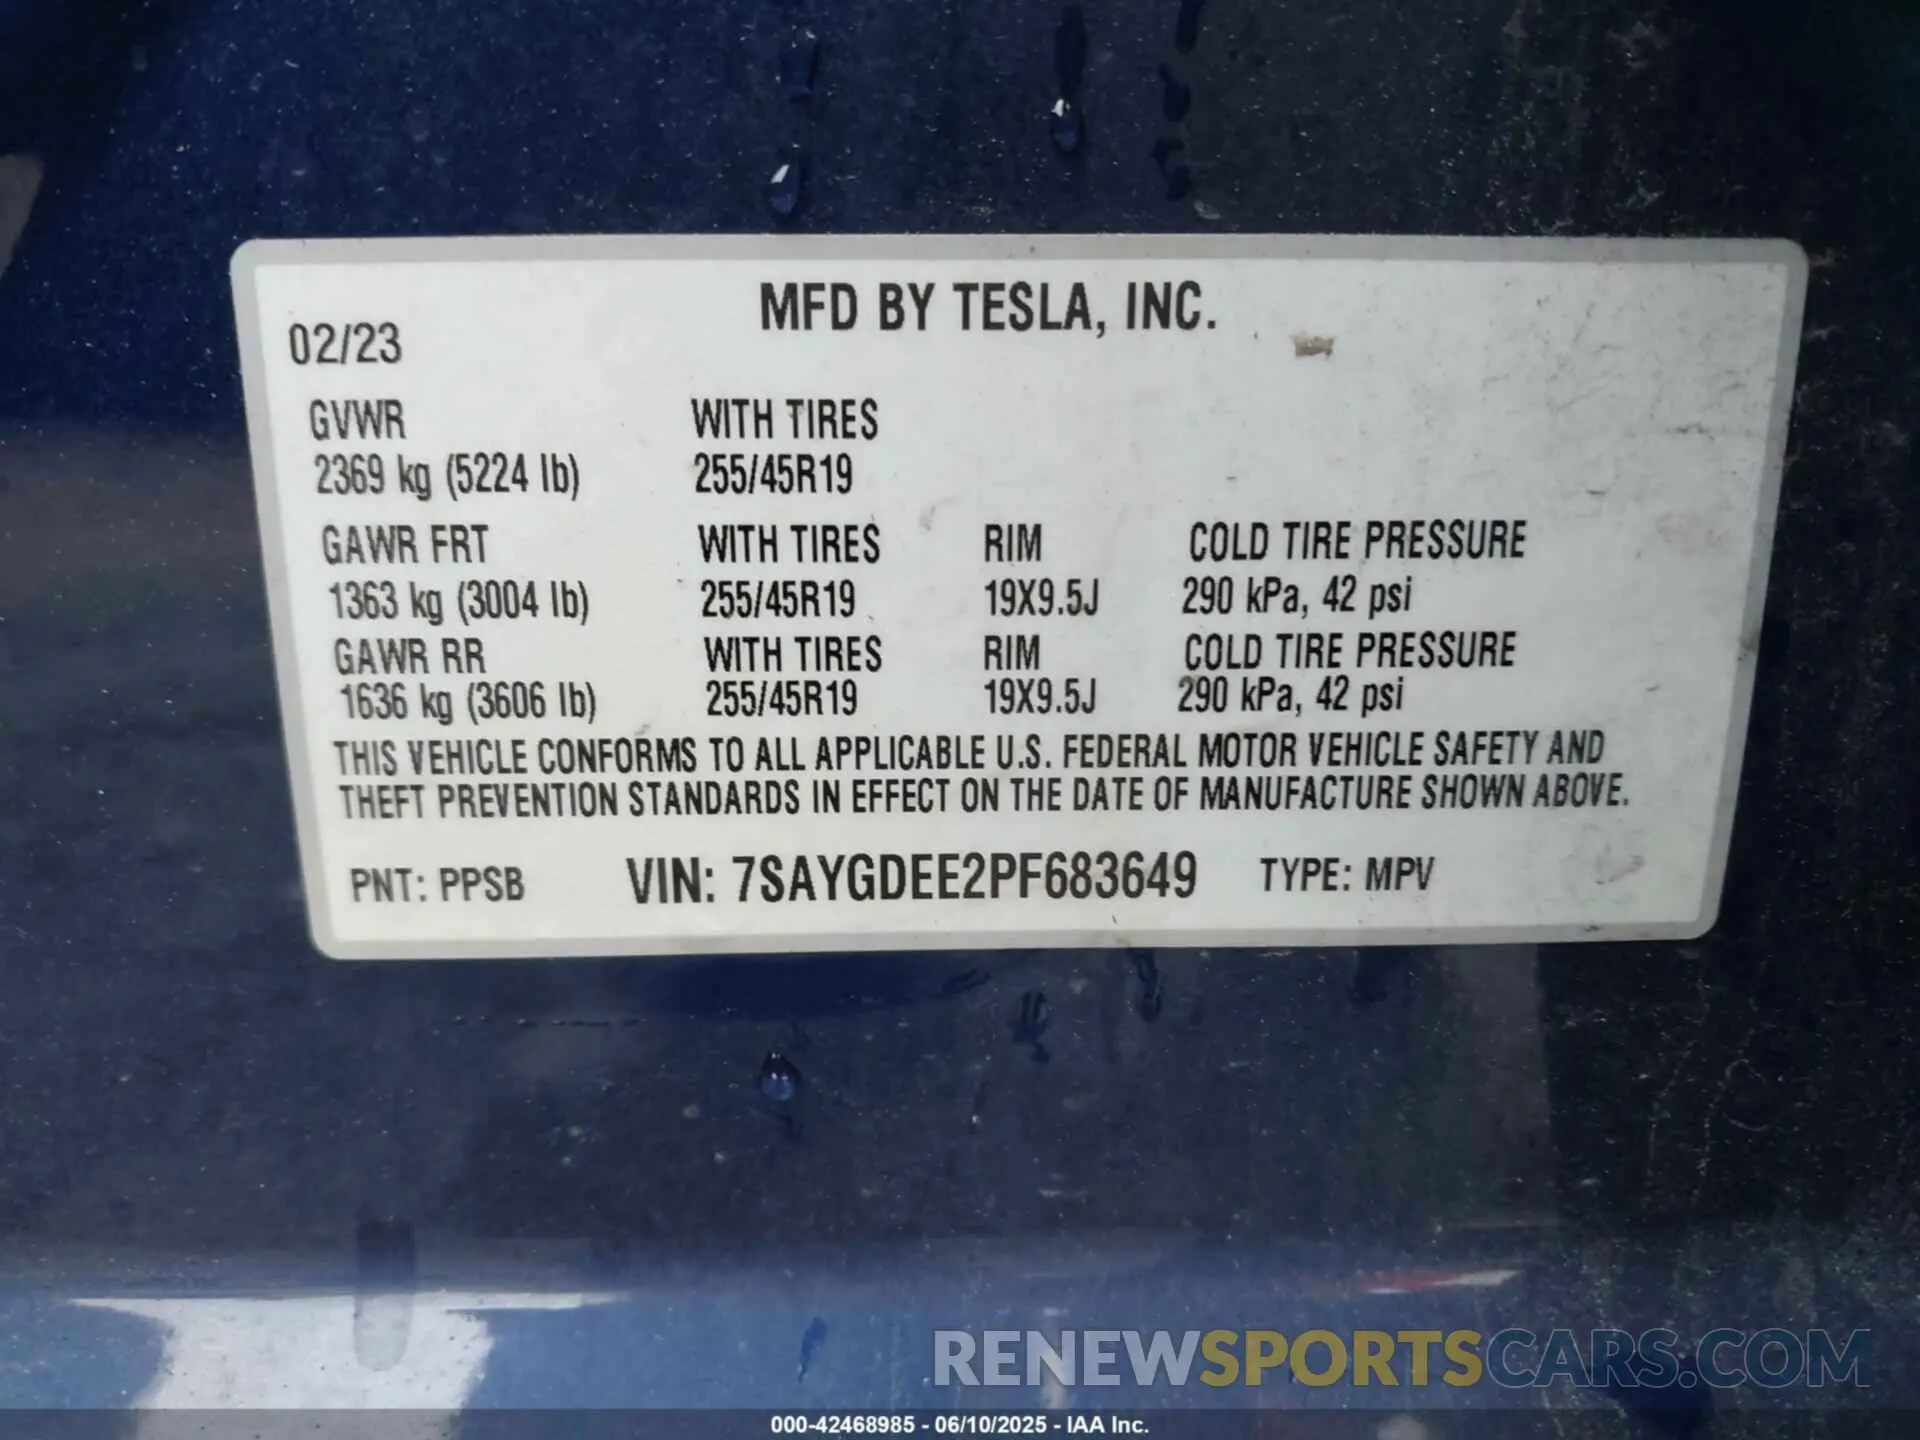 MFD BY TESLA, INC.
02/23
GVWR WITH TIRES
2369 kg (5224 lb) 255/45R19
GAWR FRT WITH TIRES RIM COLD TIRE PRESSURE
1363 kg (3004 lb) 255/45R19 19X9.5J 290 kPa, 42 psi
GAWR RR WITH TIRES RIM COLD TIRE PRESSURE
1636 kg (3606 lb) 255/45R19 19X9.5J 290 kPa, 42 psi
THIS VEHICLE CONFORMS TO ALL APPLICABLE U.S. FEDERAL MOTOR VEHICLE SAFETY AND
THEFT PREVENTION STANDARDS IN EFFECT ON THE DATE OF MANUFACTURE SHOWN ABOVE.
PNT: PPSB VIN: 7SAYGDEE2PF683649 TYPE: MPV
RENEWSPORTSCARS.COM
000-42468985 - 06/10/2025 - IAA Inc.